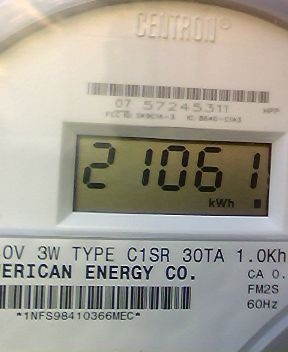 CENTRON®
07 57245311
21061
kWh
0V 3W TYPE C1SR 30TA 1.0Kh
ERICAN ENERGY CO.
CA 0.
FM2S
60Hz
*1NFS98410366MEC*